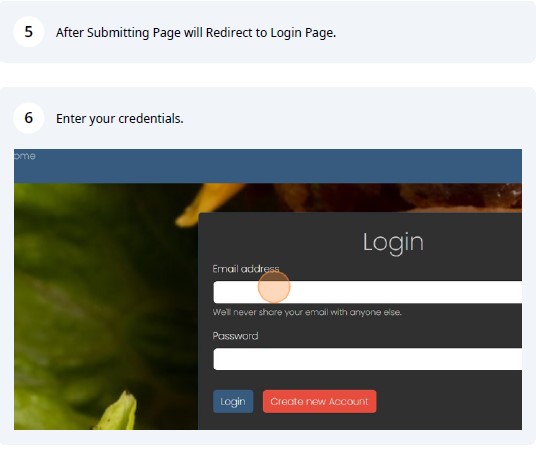 5 After Submitting Page will Redirect to Login Page.
6 Enter your credentials.
ome
Login
Email address
We'll never share your email with anyone else.
Password
Login Create new Account